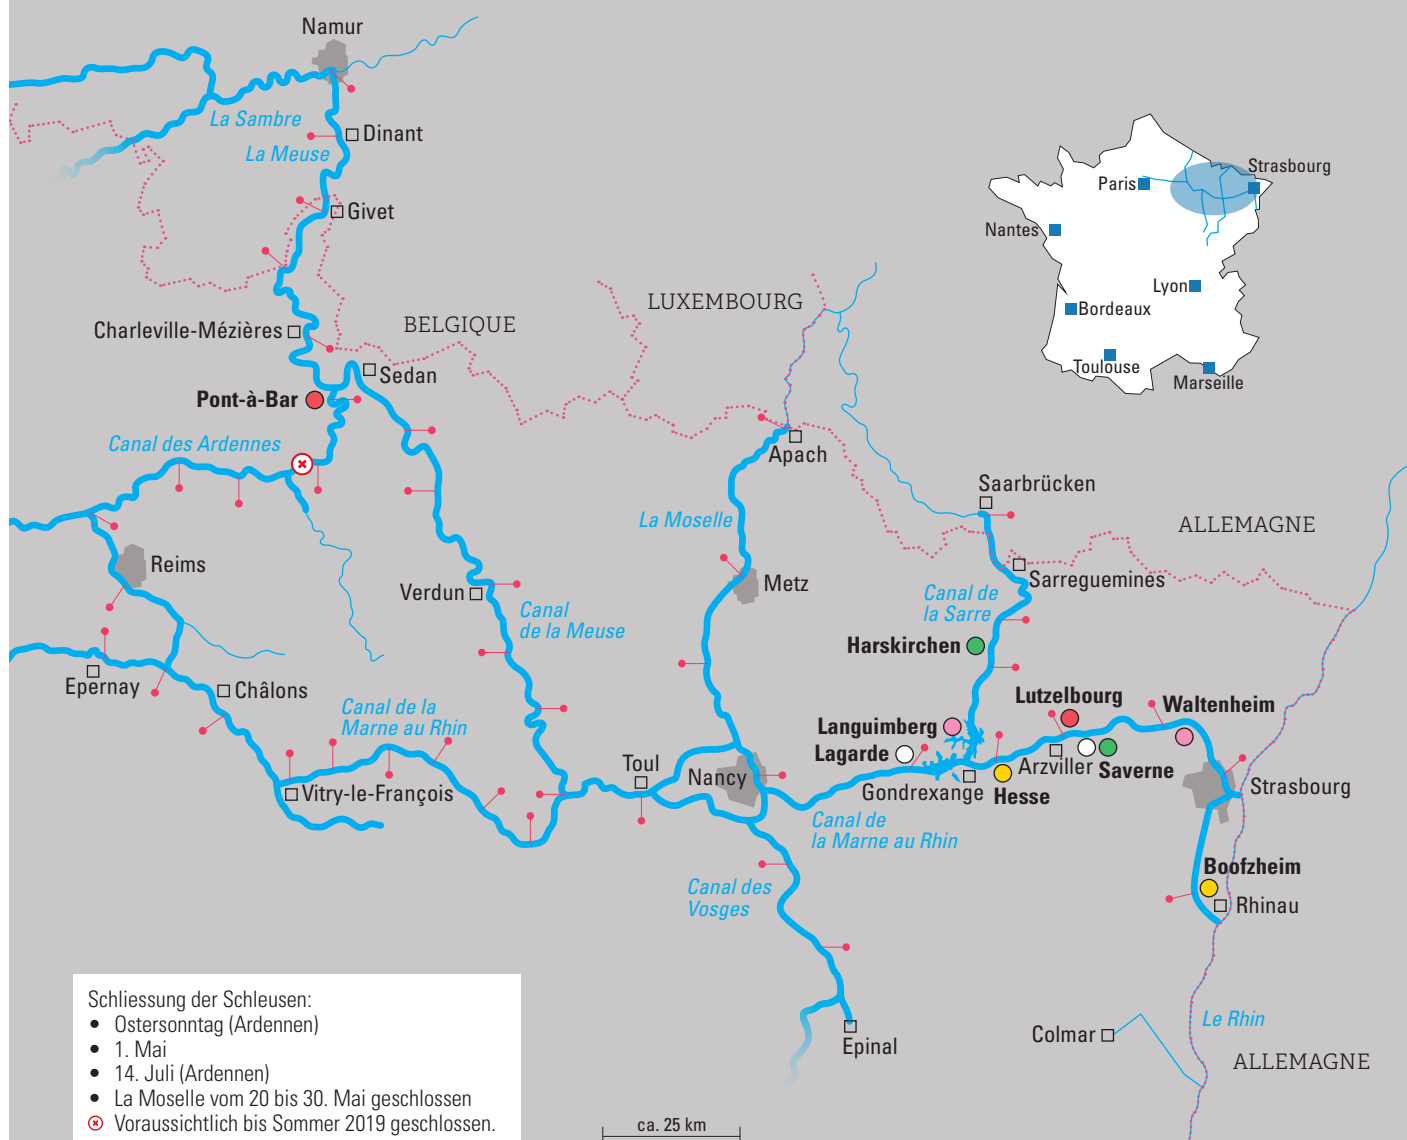 Namur
La Sambre
La Meuse
Dinant
Givet
Charleville-Mézières
BELGIQUE
LUXEMBOURG
Sedan
Pont-à-Bar
Canal des Ardennes
Apach
Saarbrücken
ALLEMAGNE
La Moselle
Reims
Metz
Sarreguemines
Verdun
Canal
de la Meuse
Canal de
la Sarre
Harskirchen
Epernay
Châlons
Canal de la
Marne au Rhin
Languimberg
Lagarde
Lutzelbourg
Waltenheim
Toul
Nancy
Gondrexange
Hesse
Arzviller
Saverne
Strasbourg
Vitry-le-François
Canal de
la Marne au Rhin
Canal des
Vosges
Boofzheim
Rhinau
Epinal
Colmar
Le Rhin
ALLEMAGNE
Paris
Strasbourg
Nantes
Lyon
Bordeaux
Toulouse
Marseille
Schliessung der Schleusen:
• Ostersonntag (Ardennen)
• 1. Mai
• 14. Juli (Ardennen)
• La Moselle vom 20 bis 30. Mai geschlossen
Voraussichtlich bis Sommer 2019 geschlossen.
ca. 25 km